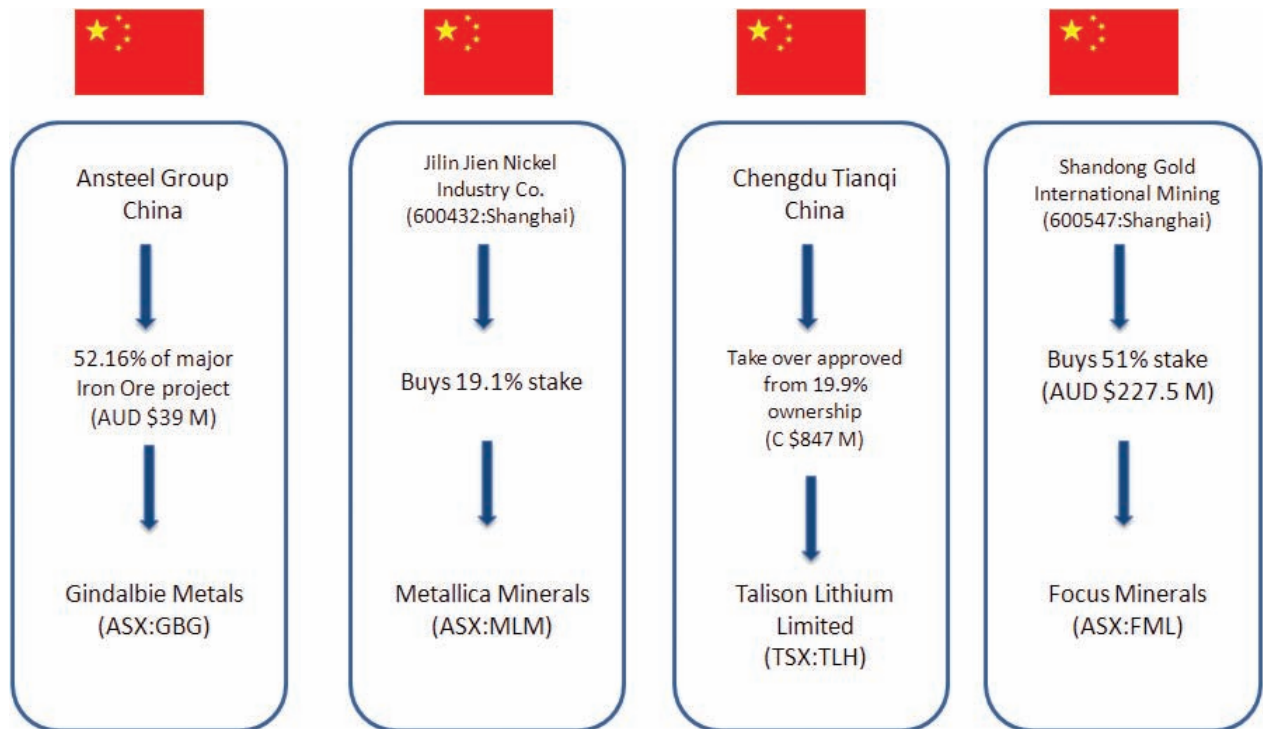 Ansteel Group
China
52.16% of major
Iron Ore project
(AUD $39 M)
Gindalbie Metals
(ASX:GBG)
Jilin Jien Nickel
Industry Co.
(600432:Shanghai)
Buys 19.1% stake
Metallica Minerals
(ASX:MLM)
Chengdu Tianqi
China
Take over approved
from 19.9%
ownership
(C $847 M)
Talison Lithium
Limited
(TSX:TLH)
Shandong Gold
International Mining
(600547:Shanghai)
Buys 51% stake
(AUD $227.5 M)
Focus Minerals
(ASX:FML)